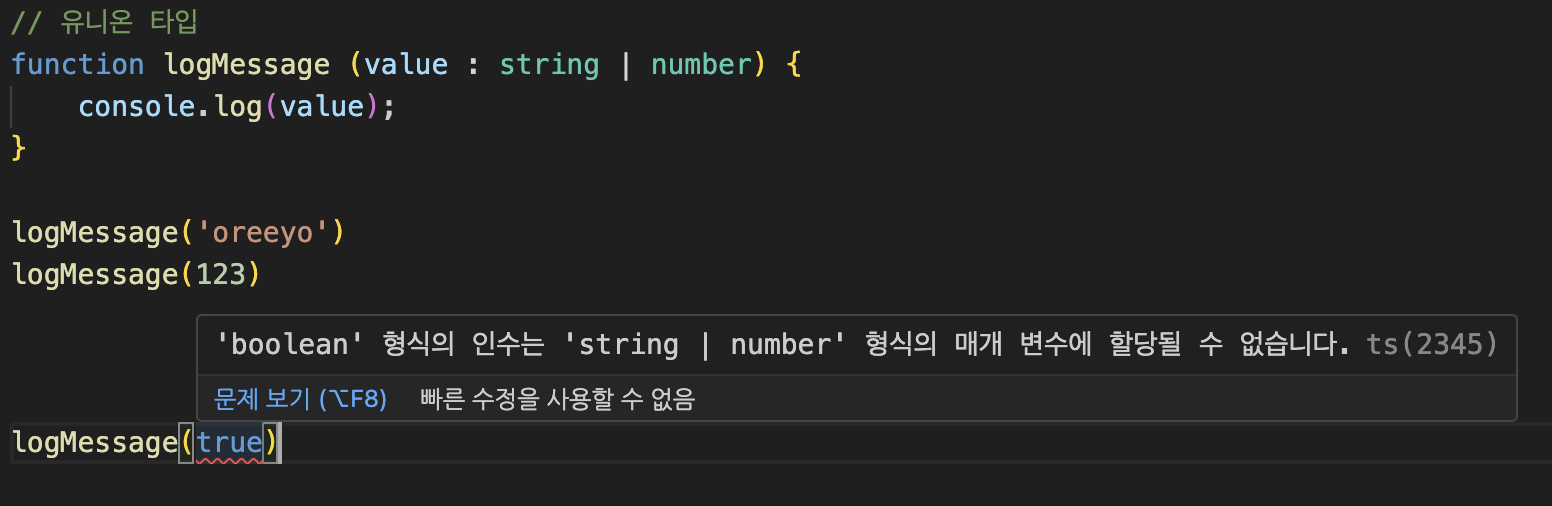 // 유니온 타입
function logMessage (value : string | number) {
    console.log(value);
}
logMessage('oreeyo')
logMessage(123)
'boolean' 형식의 인수는 'string | number' 형식의 매개 변수에 할당될 수 없습니다. ts(2345)
문제 보기 (⌥F8) 빠른 수정을 사용할 수 없음
logMessage(true)